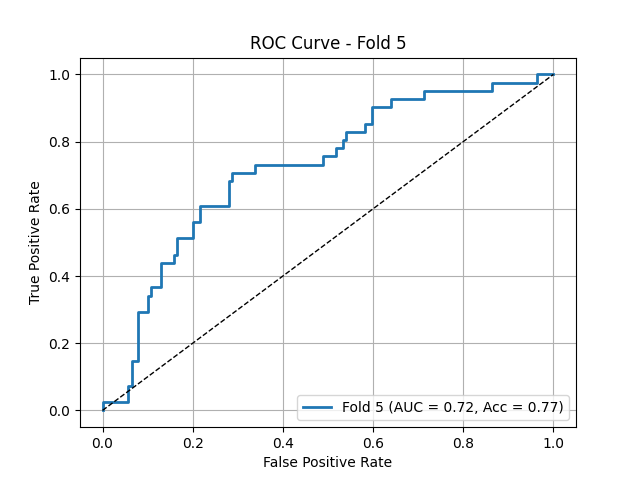 ROC Curve - Fold 5
True Positive Rate
1.0
0.8
0.6
0.4
0.2
0.0
Fold 5 (AUC = 0.72, Acc = 0.77)
0.0 0.2 0.4 0.6 0.8 1.0
False Positive Rate